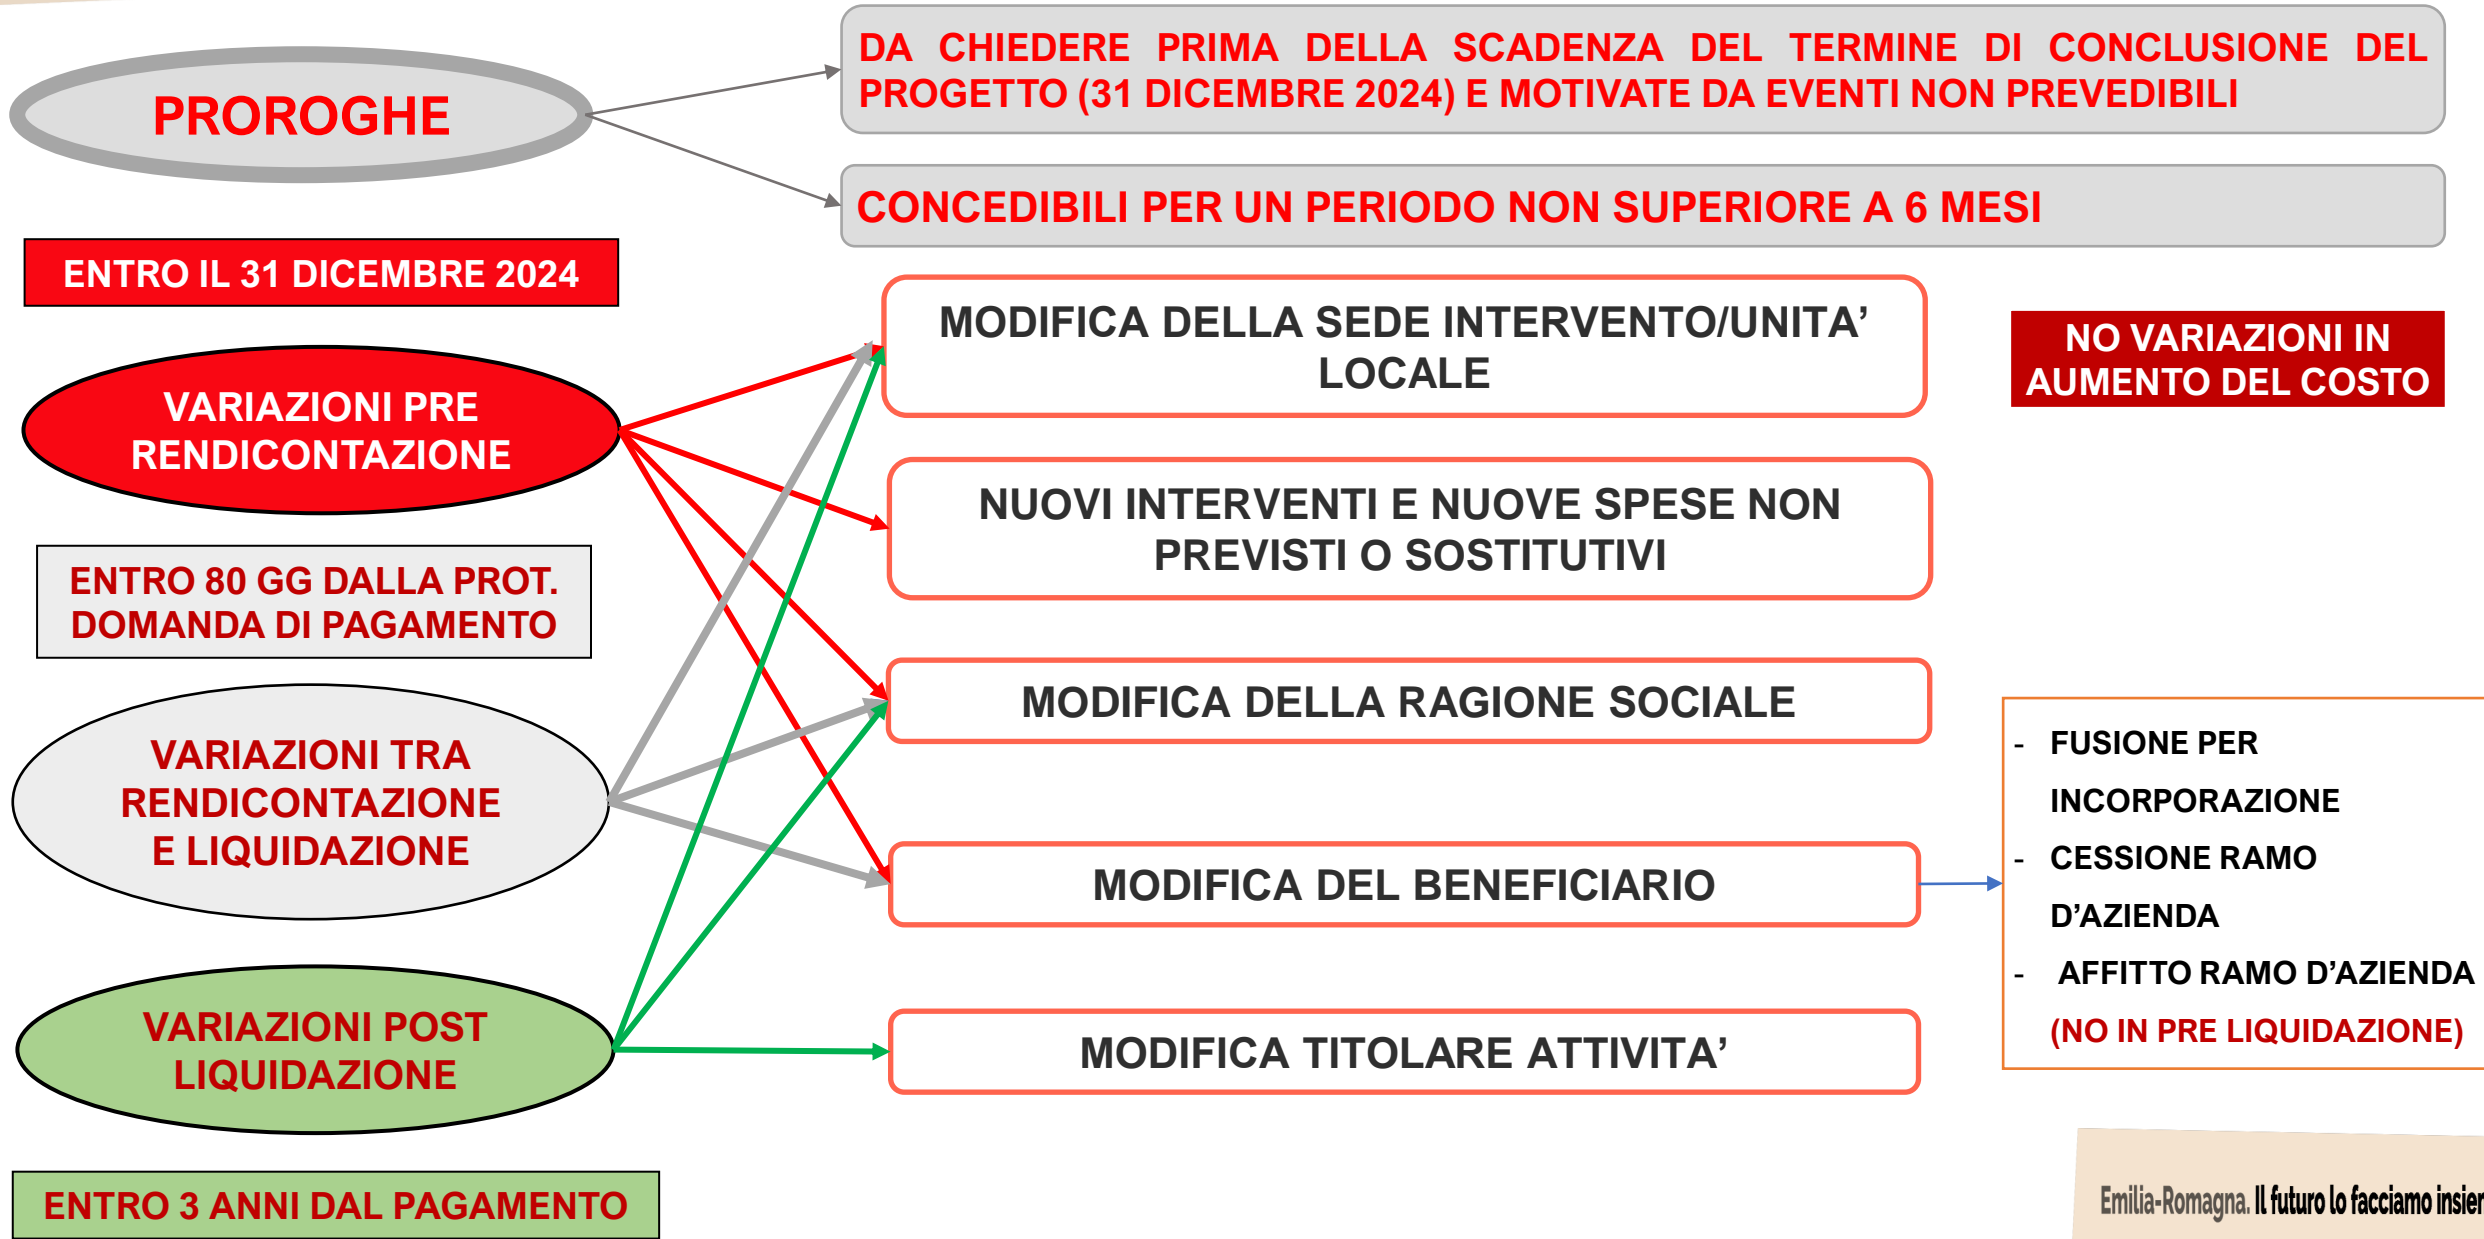 PROROGHE
DA CHIEDERE PRIMA DELLA SCADENZA DEL TERMINE DI CONCLUSIONE DEL
PROGETTO (31 DICEMBRE 2024) E MOTIVATE DA EVENTI NON PREVEDIBILI
CONCEDIBILI PER UN PERIODO NON SUPERIORE A 6 MESI
ENTRO IL 31 DICEMBRE 2024
VARIAZIONI PRE
RENDICONTAZIONE
ENTRO 80 GG DALLA PROT.
DOMANDA DI PAGAMENTO
VARIAZIONI TRA
RENDICONTAZIONE
E LIQUIDAZIONE
VARIAZIONI POST
LIQUIDAZIONE
ENTRO 3 ANNI DAL PAGAMENTO
MODIFICA DELLA SEDE INTERVENTO/UNITA’
LOCALE
NUOVI INTERVENTI E NUOVE SPESE NON
PREVISTI O SOSTITUTIVI
MODIFICA DELLA RAGIONE SOCIALE
MODIFICA DEL BENEFICIARIO
MODIFICA TITOLARE ATTIVITA’
NO VARIAZIONI IN
AUMENTO DEL COSTO
- FUSIONE PER
INCORPORAZIONE
- CESSIONE RAMO
D’AZIENDA
- AFFITTO RAMO D’AZIENDA
(NO IN PRE LIQUIDAZIONE)
Emilia-Romagna. Il futuro lo facciamo